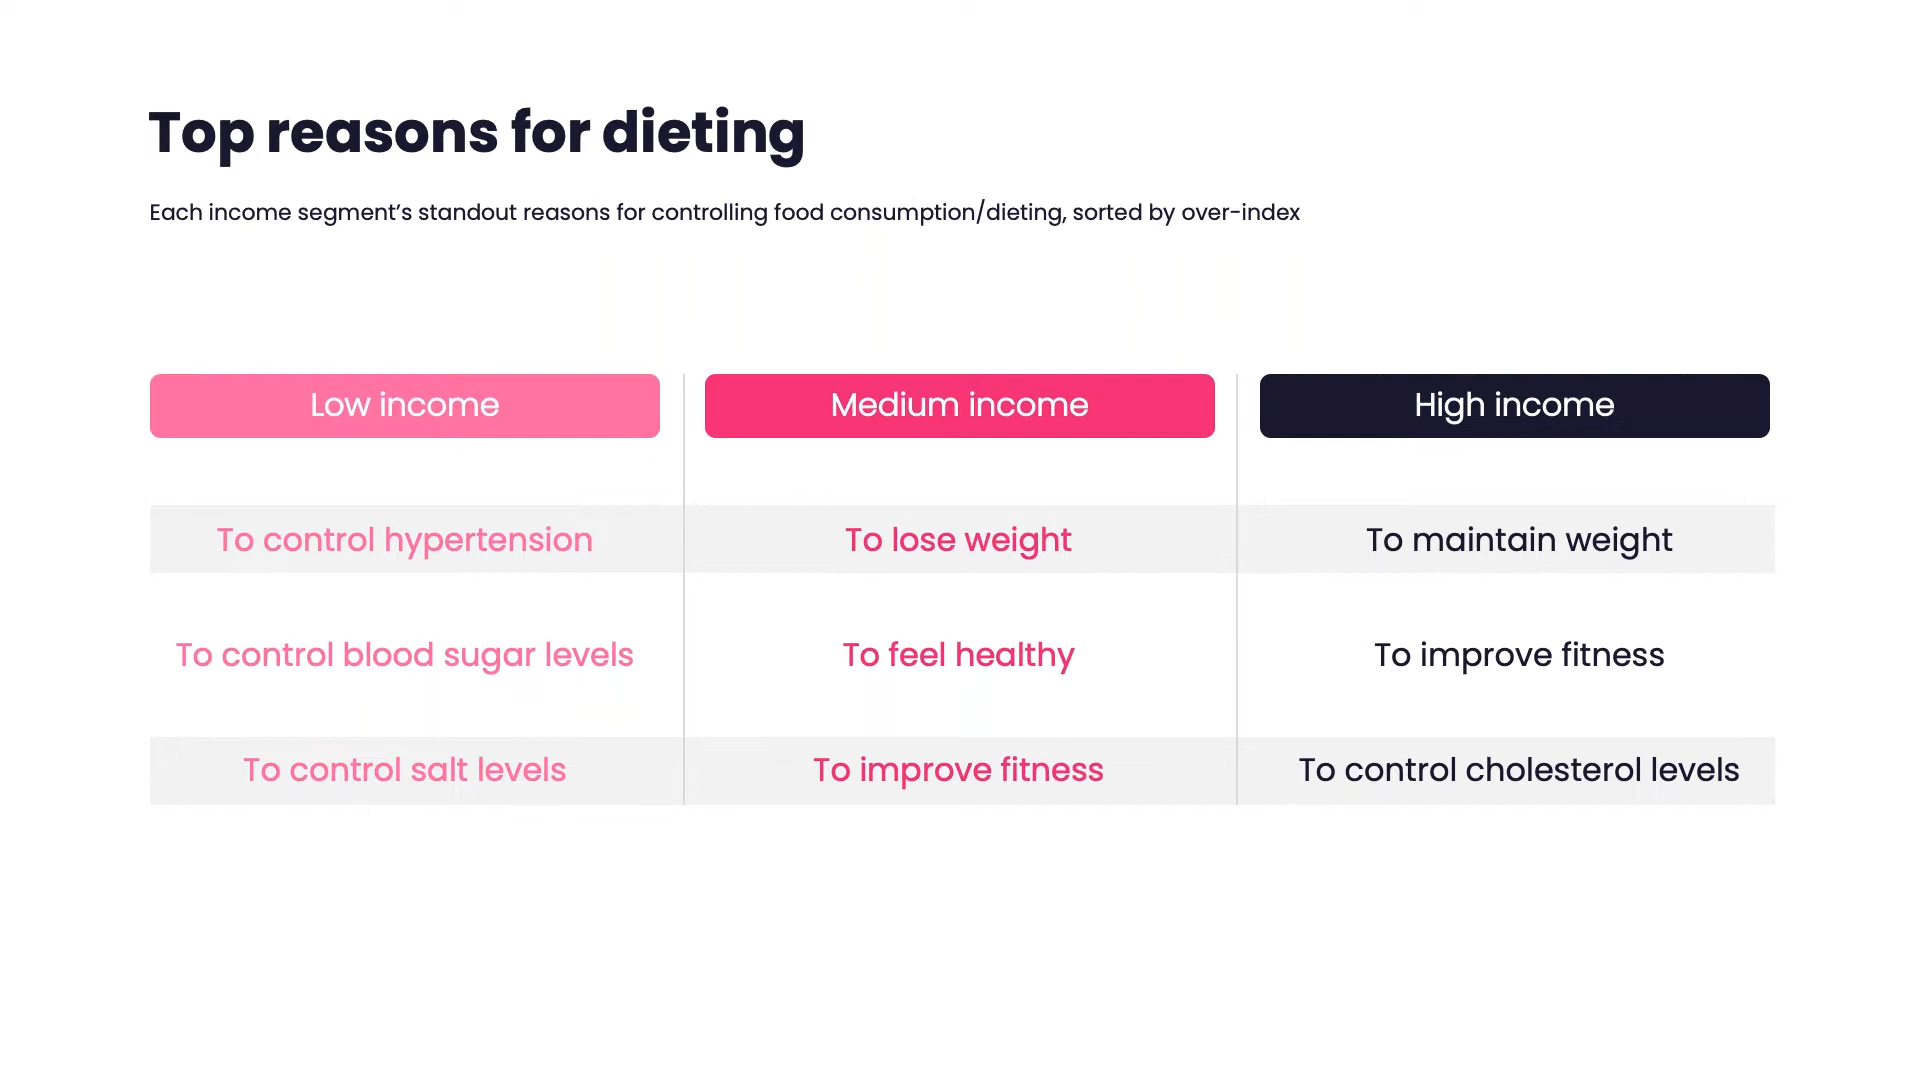 Top reasons for dieting
Each income segment’s standout reasons for controlling food consumption/dieting, sorted by over-index
Low income
Medium income
High income
To control hypertension
To lose weight
To maintain weight
To control blood sugar levels
To feel healthy
To improve fitness
To control salt levels
To improve fitness
To control cholesterol levels